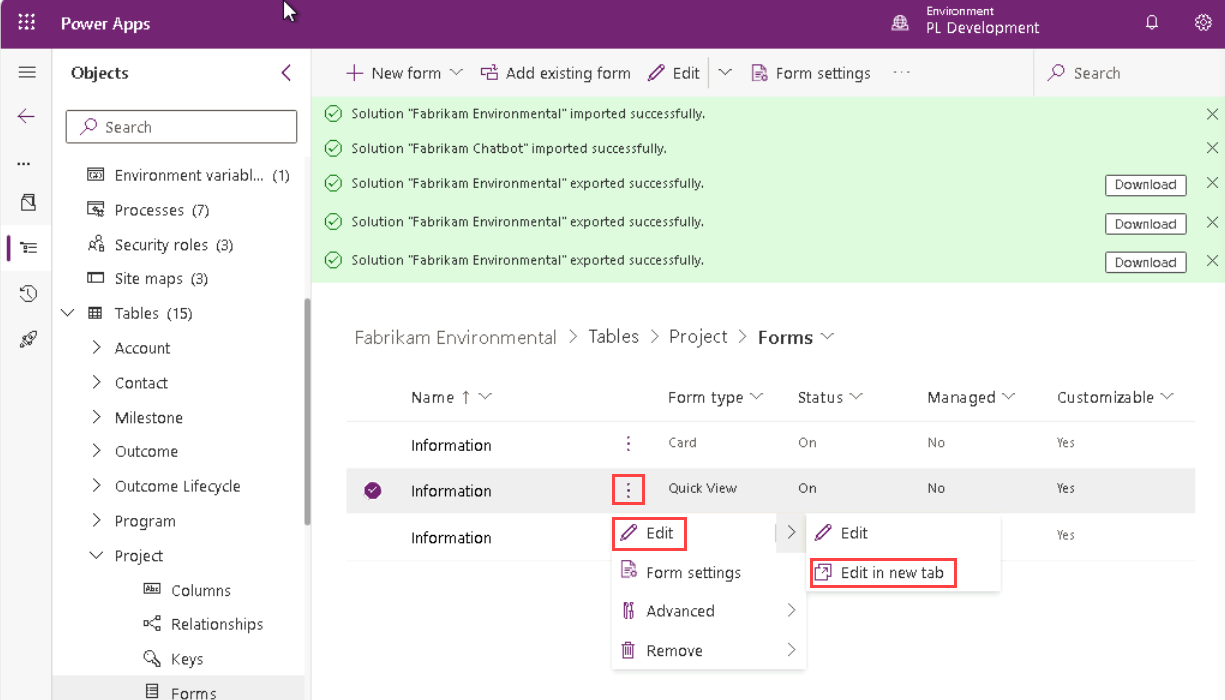 Power Apps
Environment
PL Development
Objects
New form
Add existing form
Edit
Form settings
...
Search
Search
Solution "Fabrikam Environmental" imported successfully.
Solution "Fabrikam Chatbot" imported successfully.
Solution "Fabrikam Environmental" exported successfully.
Download
Solution "Fabrikam Environmental" exported successfully.
Download
Solution "Fabrikam Environmental" exported successfully.
Download
Environment variabl... (1)
Processes (7)
Security roles (3)
Site maps (3)
Tables (15)
Account
Contact
Milestone
Outcome
Outcome Lifecycle
Program
Project
Columns
Relationships
Keys
Forms
Fabrikam Environmental > Tables > Project > Forms
Name ↑ Form type Status Managed Customizable
Information Card On No Yes
Information Quick View On No Yes
Information Yes
Edit
Form settings
Advanced
Remove
Edit
Edit in new tab